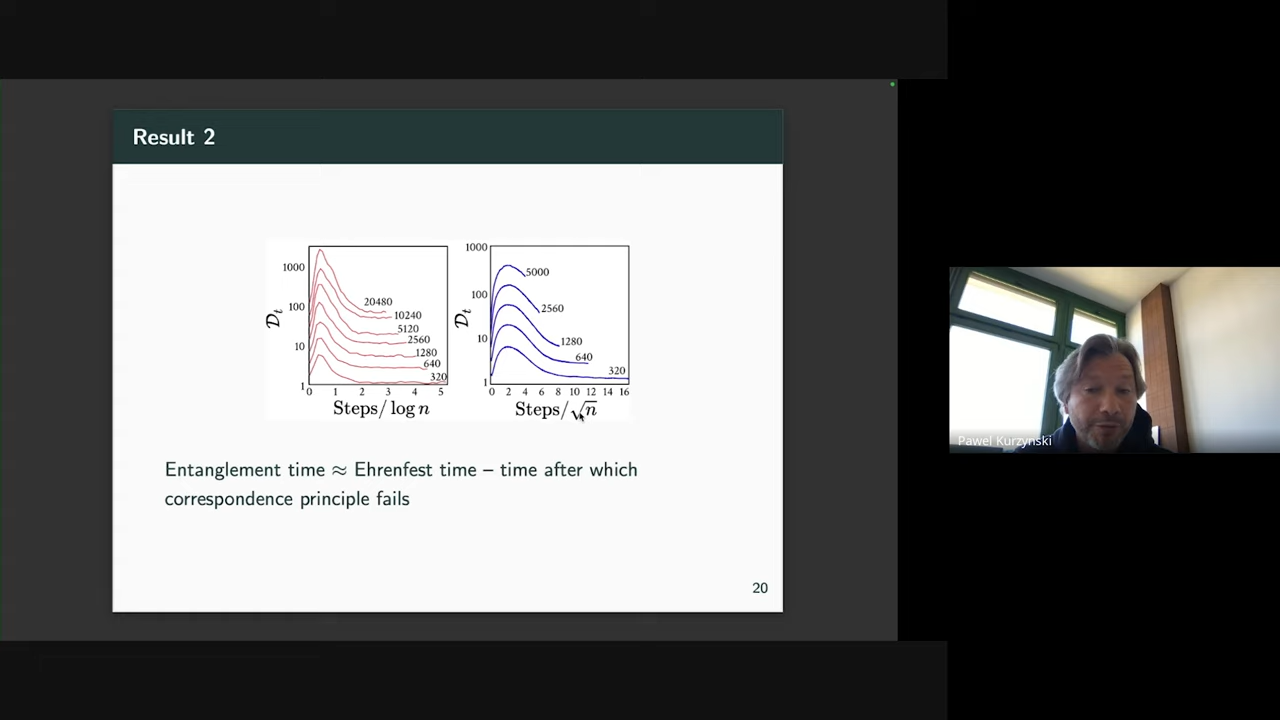 Result 2
1000
100
10
1
𝒟t
20480
10240
5120
2560
1280
640
320
0 1 2 3 4 5
Steps/ log n
1000
100
10
1
𝒟t
5000
2560
1280
640
320
0 2 4 6 8 10 12 14 16
Steps/√n
Entanglement time ≈ Ehrenfest time – time after which
correspondence principle fails
20
Pawel Kurzynski